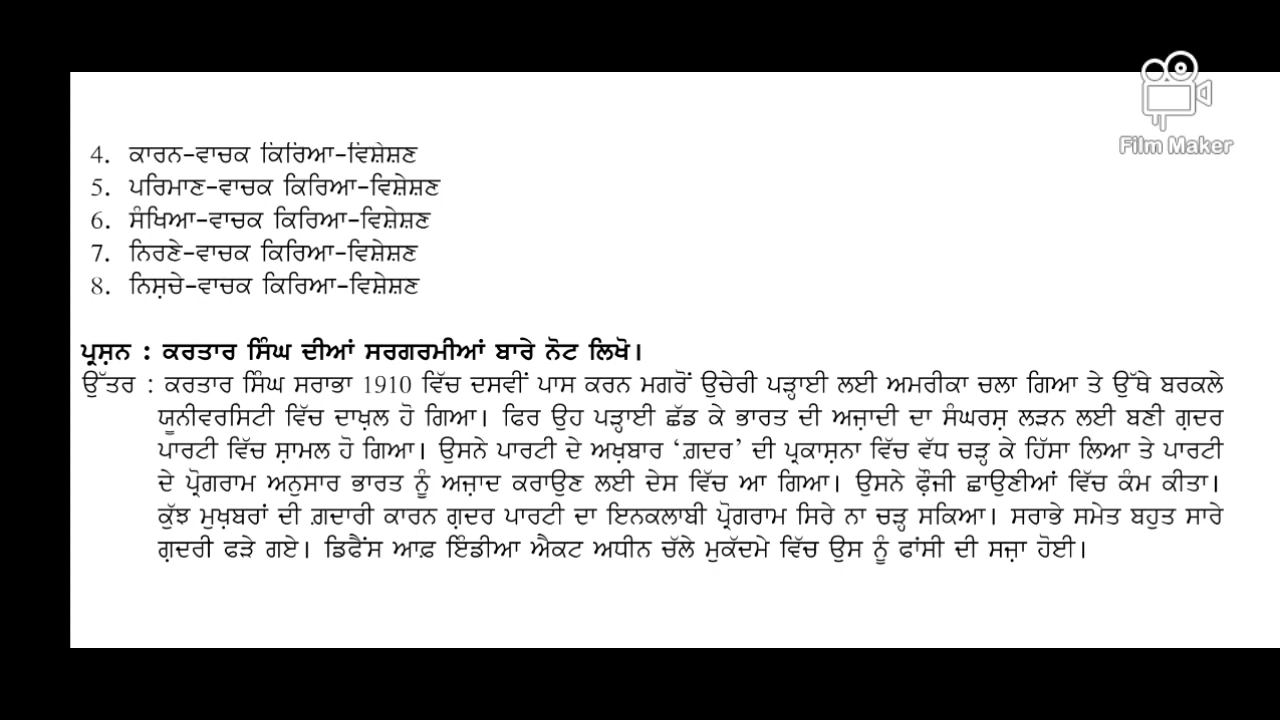 Film Maker
4. ਕਾਰਨ-ਵਾਚਕ ਕਿਰਿਆ-ਵਿਸ਼ੇਸ਼ਣ
5. ਪਰਿਮਾਣ-ਵਾਚਕ ਕਿਰਿਆ-ਵਿਸ਼ੇਸ਼ਣ
6. ਸੰਖਿਆ-ਵਾਚਕ ਕਿਰਿਆ-ਵਿਸ਼ੇਸ਼ਣ
7. ਨਿਰਣੇ-ਵਾਚਕ ਕਿਰਿਆ-ਵਿਸ਼ੇਸ਼ਣ
8. ਨਿਸ਼ਚੇ-ਵਾਚਕ ਕਿਰਿਆ-ਵਿਸ਼ੇਸ਼ਣ
ਪ੍ਰਸ਼ਨ : ਕਰਤਾਰ ਸਿੰਘ ਦੀਆਂ ਸਰਗਰਮੀਆਂ ਬਾਰੇ ਨੋਟ ਲਿਖੋ।
ਉੱਤਰ : ਕਰਤਾਰ ਸਿੰਘ ਸਰਾਭਾ 1910 ਵਿੱਚ ਦਸਵੀਂ ਪਾਸ ਕਰਨ ਮਗਰੋਂ ਉਚੇਰੀ ਪੜ੍ਹਾਈ ਲਈ ਅਮਰੀਕਾ ਚਲਾ ਗਿਆ ਤੇ ਉੱਥੇ ਬਰਕਲੇ
ਯੂਨੀਵਰਸਿਟੀ ਵਿੱਚ ਦਾਖ਼ਲ ਹੋ ਗਿਆ। ਫਿਰ ਉਹ ਪੜ੍ਹਾਈ ਛੱਡ ਕੇ ਭਾਰਤ ਦੀ ਅਜ਼ਾਦੀ ਦਾ ਸੰਘਰਸ਼ ਲੜਨ ਲਈ ਬਣੀ ਗ਼ਦਰ
ਪਾਰਟੀ ਵਿੱਚ ਸ਼ਾਮਲ ਹੋ ਗਿਆ। ਉਸਨੇ ਪਾਰਟੀ ਦੇ ਅਖ਼ਬਾਰ ‘ਗ਼ਦਰ’ ਦੀ ਪ੍ਰਕਾਸ਼ਨਾ ਵਿੱਚ ਵੱਧ ਚੜ੍ਹ ਕੇ ਹਿੱਸਾ ਲਿਆ ਤੇ ਪਾਰਟੀ
ਦੇ ਪ੍ਰੋਗਰਾਮ ਅਨੁਸਾਰ ਭਾਰਤ ਨੂੰ ਅਜ਼ਾਦ ਕਰਾਉਣ ਲਈ ਦੇਸ ਵਿੱਚ ਆ ਗਿਆ। ਉਸਨੇ ਫ਼ੌਜੀ ਛਾਉਣੀਆਂ ਵਿੱਚ ਕੰਮ ਕੀਤਾ।
ਕੁੱਝ ਮੁਖ਼ਬਰਾਂ ਦੀ ਗ਼ਦਾਰੀ ਕਾਰਨ ਗ਼ਦਰ ਪਾਰਟੀ ਦਾ ਇਨਕਲਾਬੀ ਪ੍ਰੋਗਰਾਮ ਸਿਰੇ ਨਾ ਚੜ੍ਹ ਸਕਿਆ। ਸਰਾਭੇ ਸਮੇਤ ਬਹੁਤ ਸਾਰੇ
ਗ਼ਦਰੀ ਫੜੇ ਗਏ। ਡਿਫੈਂਸ ਆਫ਼ ਇੰਡੀਆ ਐਕਟ ਅਧੀਨ ਚੱਲੇ ਮੁਕੱਦਮੇ ਵਿੱਚ ਉਸ ਨੂੰ ਫਾਂਸੀ ਦੀ ਸਜ਼ਾ ਹੋਈ।